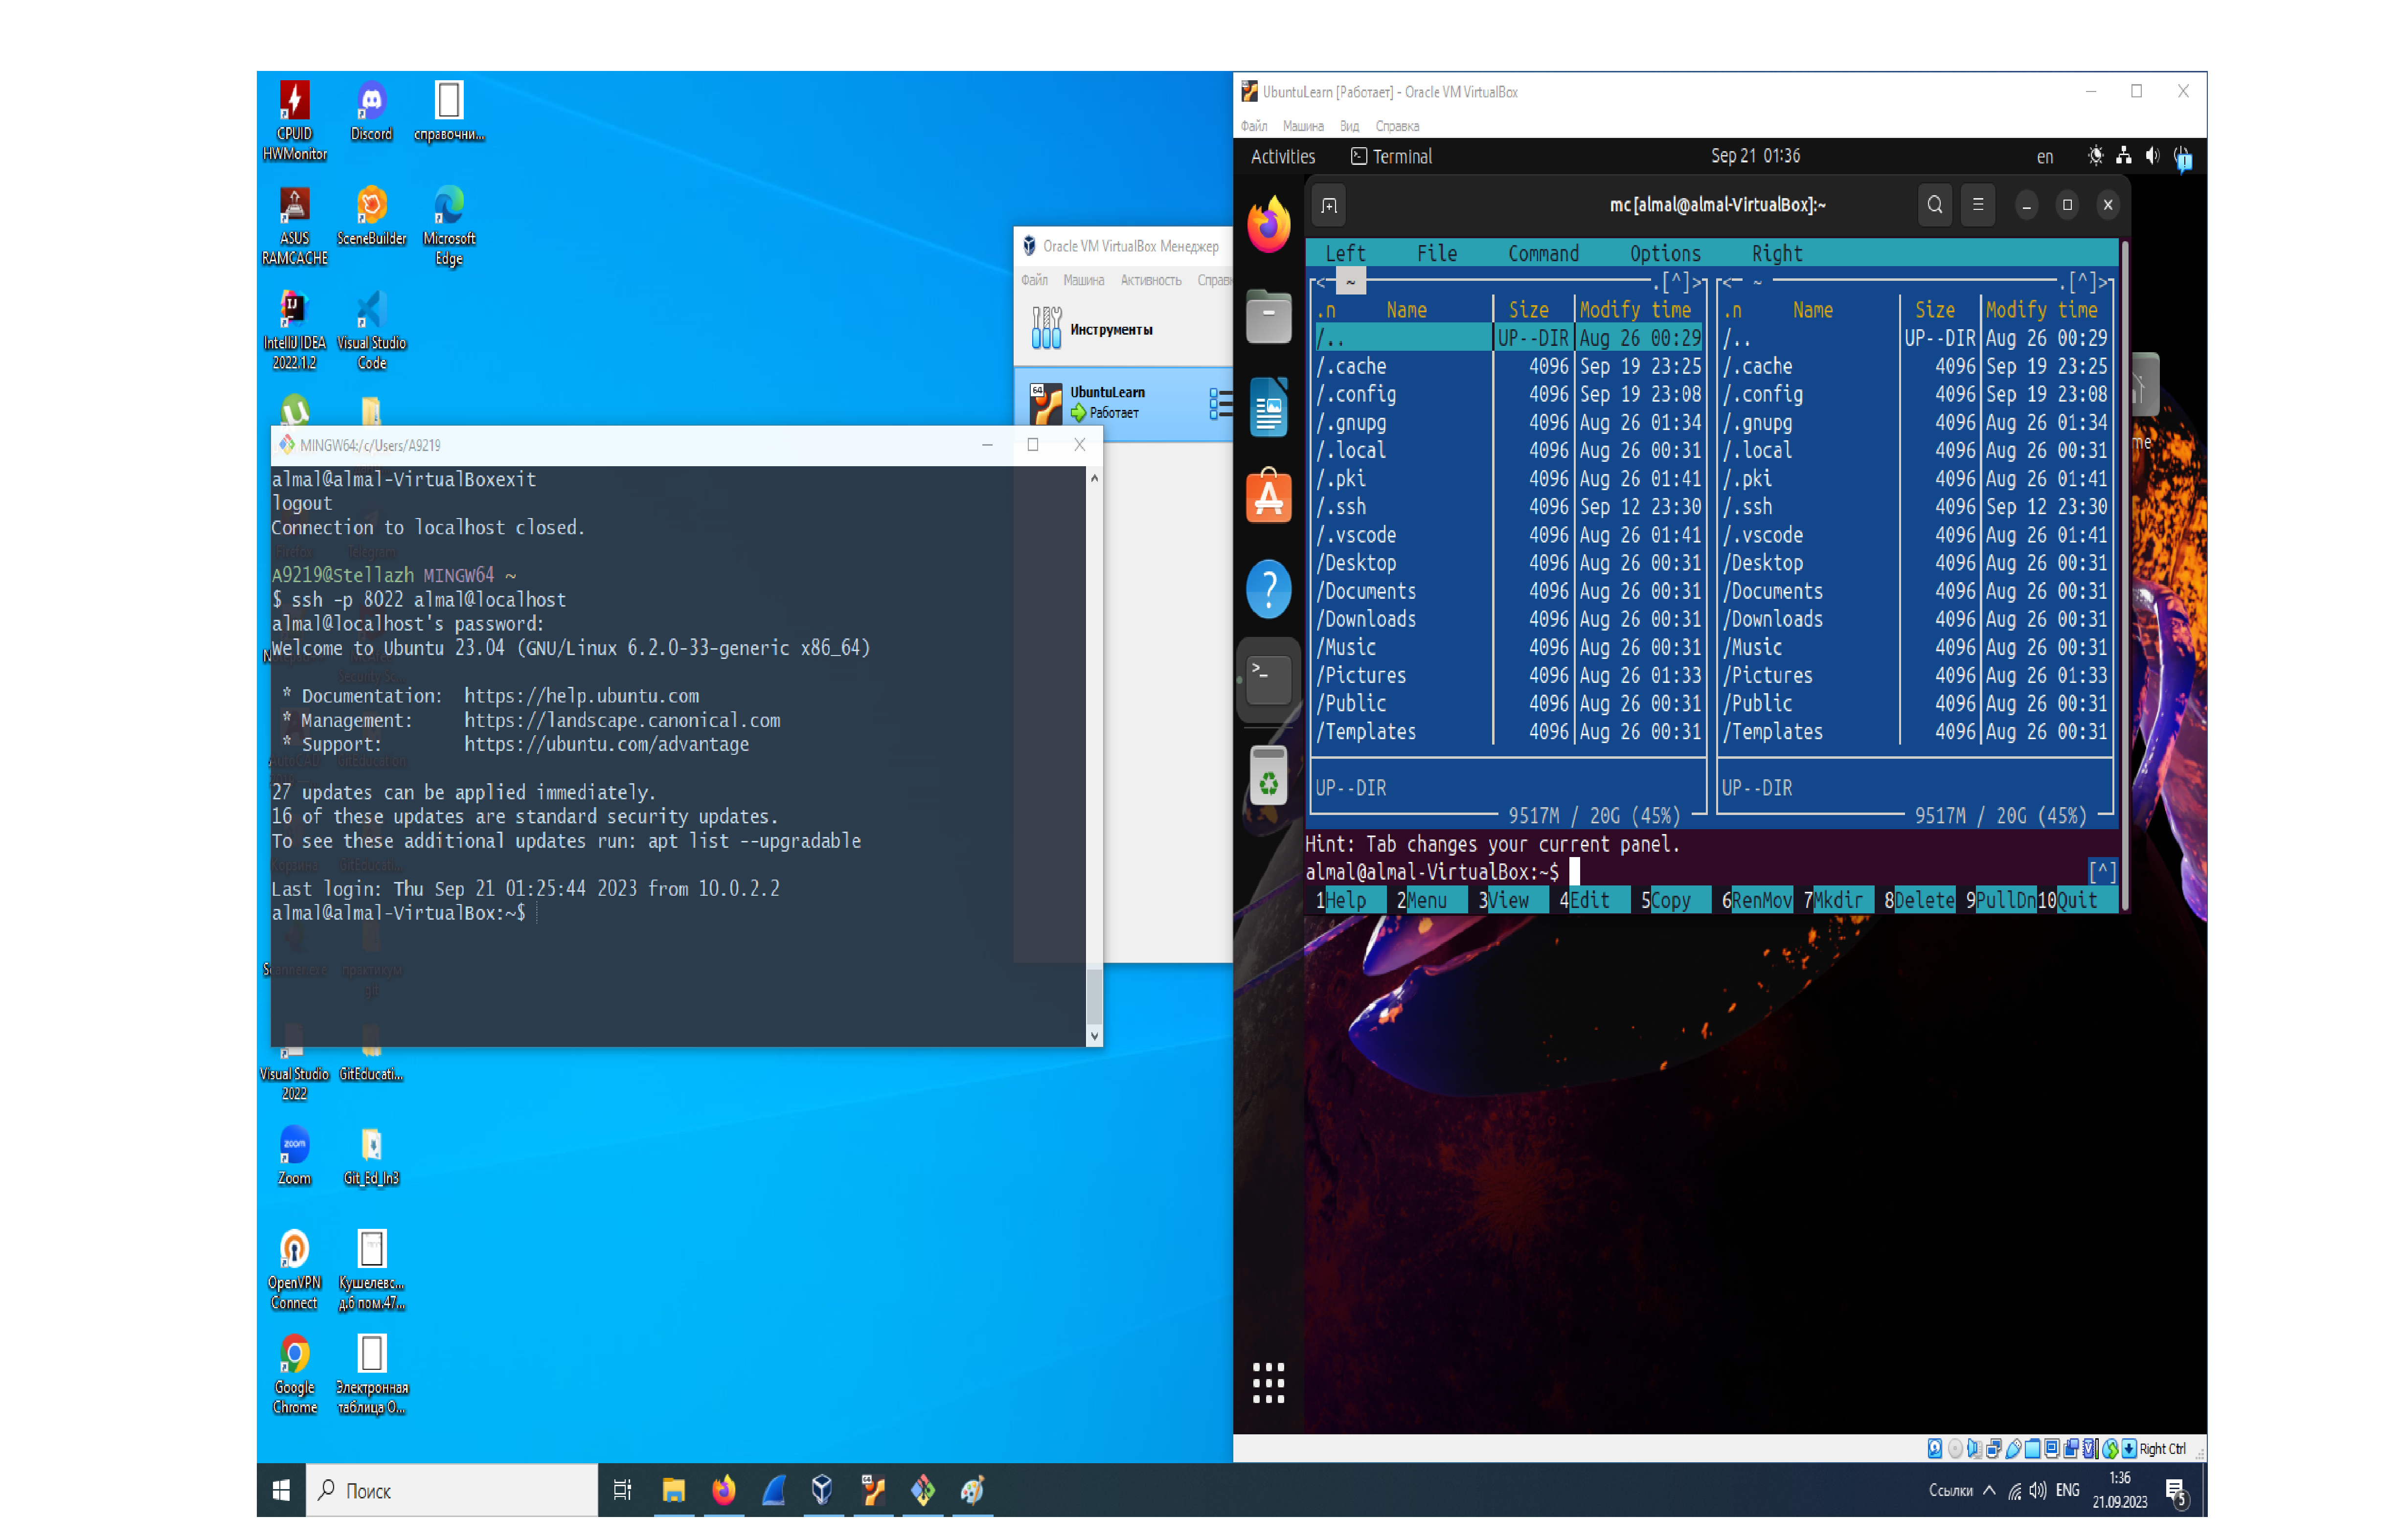 CPUID
HWMonitor
Discord
справочни...
ASUS
RAMCACHE
SceneBuilder
Microsoft
Edge
IntelliJ IDEA
2022.1.2
Visual Studio
Code
Oracle VM VirtualBox Менеджер
Файл Машина Активность
Инструменты
64
UbuntuLearn
Работает
MINGW64:/c/Users/A9219
almal@almal-VirtualBoxexit
logout
Connection to localhost closed.
A9219@Stellazh MINGW64 ~
$ ssh -p 8022 almal@localhost
almal@localhost's password:
Welcome to Ubuntu 23.04 (GNU/Linux 6.2.0-33-generic x86_64)
* Documentation: https://help.ubuntu.com
* Management: https://landscape.canonical.com
* Support: https://ubuntu.com/advantage
27 updates can be applied immediately.
16 of these updates are standard security updates.
To see these additional updates run: apt list --upgradable
Last login: Thu Sep 21 01:25:44 2023 from 10.0.2.2
almal@almal-VirtualBox:~$
Visual Studio
2022
GitEducati...
zoom
Zoom
Git_Ed_In3
OpenVPN
Connect
Кушелевс...
д.6 пом.47...
Google
Chrome
Электронная
таблица О...
UbuntuLearn [Работает] - Oracle VM VirtualBox
Файл Машина Вид Справка
Activities Terminal Sep 21 01:36 en
mc [almal@almal-VirtualBox]:~
Left File Command Options Right
<- ~ .[^]> <- ~ .[^]>
.n Name Size Modify time .n Name Size Modify time
/.. UP--DIR Aug 26 00:29 /.. UP--DIR Aug 26 00:29
/.cache 4096 Sep 19 23:25 /.cache 4096 Sep 19 23:25
/.config 4096 Sep 19 23:08 /.config 4096 Sep 19 23:08
/.gnupg 4096 Aug 26 01:34 /.gnupg 4096 Aug 26 01:34
/.local 4096 Aug 26 00:31 /.local 4096 Aug 26 00:31
/.pki 4096 Aug 26 01:41 /.pki 4096 Aug 26 01:41
/.ssh 4096 Sep 12 23:30 /.ssh 4096 Sep 12 23:30
/.vscode 4096 Aug 26 01:41 /.vscode 4096 Aug 26 01:41
/Desktop 4096 Aug 26 00:31 /Desktop 4096 Aug 26 00:31
/Documents 4096 Aug 26 00:31 /Documents 4096 Aug 26 00:31
/Downloads 4096 Aug 26 00:31 /Downloads 4096 Aug 26 00:31
/Music 4096 Aug 26 00:31 /Music 4096 Aug 26 00:31
/Pictures 4096 Aug 26 01:33 /Pictures 4096 Aug 26 01:33
/Public 4096 Aug 26 00:31 /Public 4096 Aug 26 00:31
/Templates 4096 Aug 26 00:31 /Templates 4096 Aug 26 00:31
UP--DIR UP--DIR
9517M / 20G (45%) 9517M / 20G (45%)
Hint: Tab changes your current panel.
almal@almal-VirtualBox:~$ [^]
1Help 2Menu 3View 4Edit 5Copy 6RenMov 7Mkdir 8Delete 9PullDn 10Quit
Right Ctrl
Поиск
Ссылки ENG 1:36
21.09.2023
5